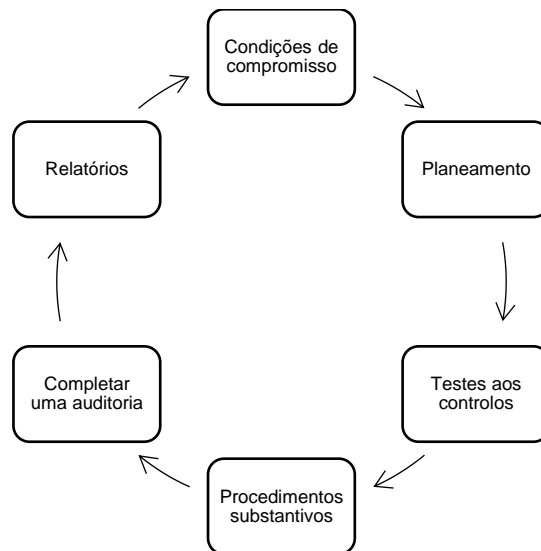 Condições de
compromisso
Planeamento
Testes aos
controlos
Procedimentos
substantivos
Completar
uma auditoria
Relatórios